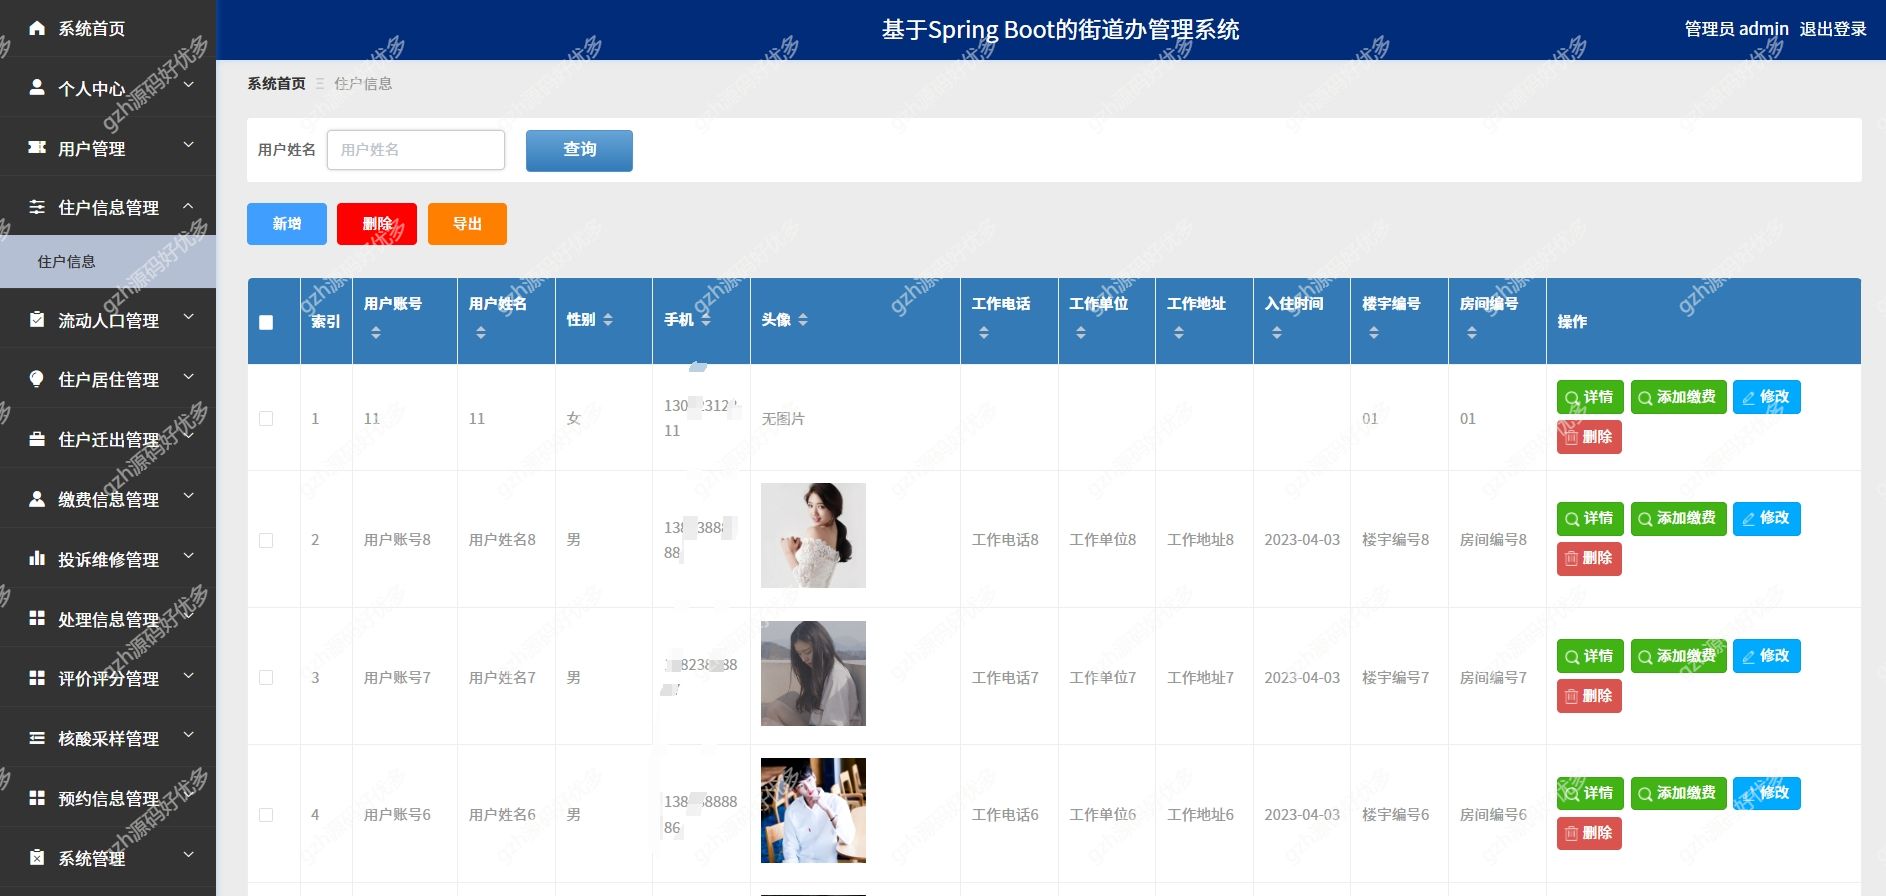 系统首页
个人中心
用户管理
住户信息管理
住户信息
流动人口管理
住户居住管理
住户迁出管理
缴费信息管理
投诉维修管理
处理信息管理
评价评分管理
核酸采样管理
预约信息管理
系统管理
基于Spring Boot的街道办管理系统
管理员 admin 退出登录
系统首页 住户信息
用户姓名 用户姓名 查询
新增 删除 导出
索引 用户账号 用户姓名 性别 手机 头像 工作电话 工作单位 工作地址 入住时间 楼宇编号 房间编号 操作
1 11 11 女 无图片 01 01 详情 添加缴费 修改
11 删除
2 用户账号8 用户姓名8 男 工作电话8 工作单位8 工作地址8 2023-04-03 楼宇编号8 房间编号8 详情 添加缴费 修改
88 删除
3 用户账号7 用户姓名7 男 工作电话7 工作单位7 工作地址7 2023-04-03 楼宇编号7 房间编号7 详情 添加缴费 修改
删除
4 用户账号6 用户姓名6 男 工作电话6 工作单位6 工作地址6 2023-04-03 楼宇编号6 房间编号6 详情 添加缴费 修改
86 删除
gzh源码好优多